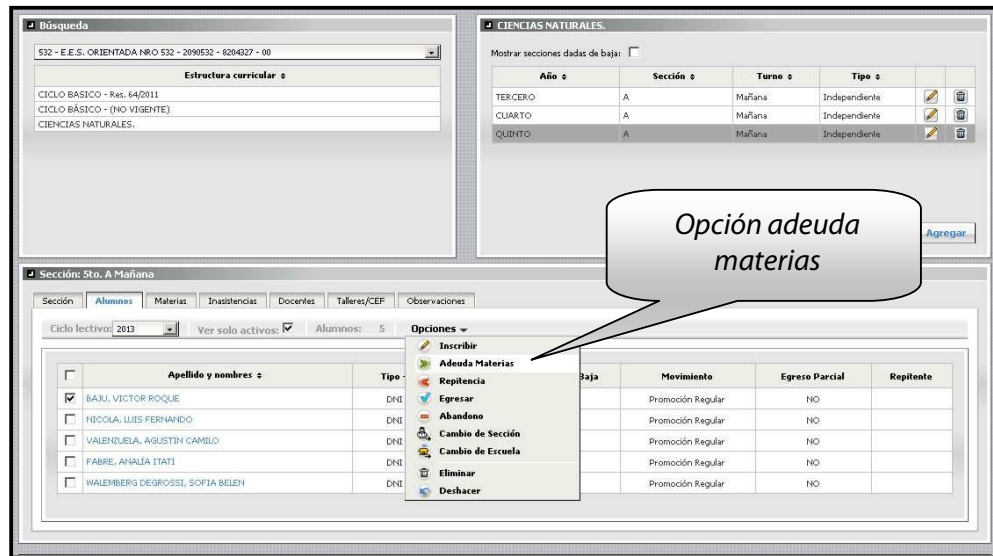 Búsqueda
532 - E.E.S. ORIENTADA NRO 532 - 2090532 - 8204327 - 00
Estructura curricular
CICLO BASICO - Res. 64/2011
CICLO BÁSICO - (NO VIGENTE)
CIENCIAS NATURALES.
CIENCIAS NATURALES.
Mostrar secciones dadas de baja:
Año Sección Turno Tipo
TERCERO A Mañana Independiente
CUARTO A Mañana Independiente
QUINTO A Mañana Independiente
Agregar
Opción adeuda
materias
Sección: 5to. A Mañana
Sección Alumnos Materias Inasistencias Docentes Talleres/CEF Observaciones
Ciclo lectivo: 2013 Ver solo activos: Alumnos: 5 Opciones
Inscribir
Adeuda Materias
Repitencia
Egresar
Abandono
Cambio de Sección
Cambio de Escuela
Eliminar
Deshacer
Apellido y nombres Tipo - Baja Movimiento Egreso Parcial Repitente
BAJU, VICTOR ROQUE DNI Promoción Regular NO
NICOLA, LUIS FERNANDO DNI Promoción Regular NO
VALENZUELA, AGUSTIN CAMILO DNI Promoción Regular NO
FABRE, ANALÍA ITATÍ DNI Promoción Regular NO
WALEMBERG DEGROSSI, SOFIA BELEN DNI Promoción Regular NO